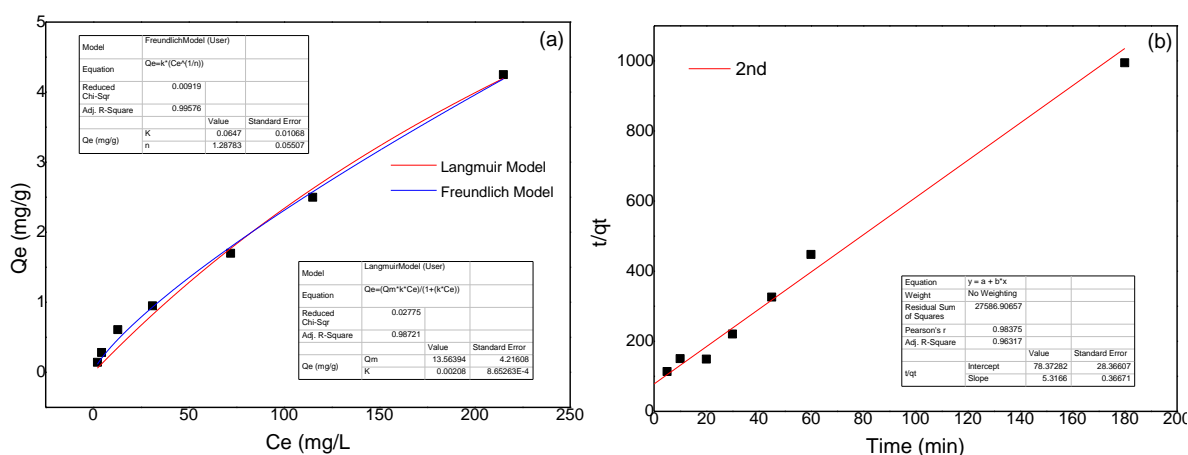 (a)
Qe (mg/g)
5
4
3
2
1
0
Model FreundlichModel (User)
Equation Qe=k*(Ce^(1/n))
Reduced Chi-Sqr 0.00919
Adj. R-Square 0.99576
Value Standard Error
Qe (mg/g) K 0.0647 0.01068
n 1.28783 0.05507
Langmuir Model
Freundlich Model
Model LangmuirModel (User)
Equation Qe=(Qm*k*Ce)/(1+(k*Ce))
Reduced Chi-Sqr 0.02775
Adj. R-Square 0.98721
Value Standard Error
Qe (mg/g) Qm 13.56394 4.21608
K 0.00208 8.65263E-4
0 50 100 150 200 250
Ce (mg/L
(b)
t/qt
1000
800
600
400
200
0
2nd
Equation y = a + b*x
Weight No Weighting
Residual Sum of Squares 27586.90657
Pearson's r 0.98375
Adj. R-Square 0.96317
Value Standard Error
t/qt Intercept 78.37282 28.36607
Slope 5.3166 0.36671
0 20 40 60 80 100 120 140 160 180 200
Time (min)